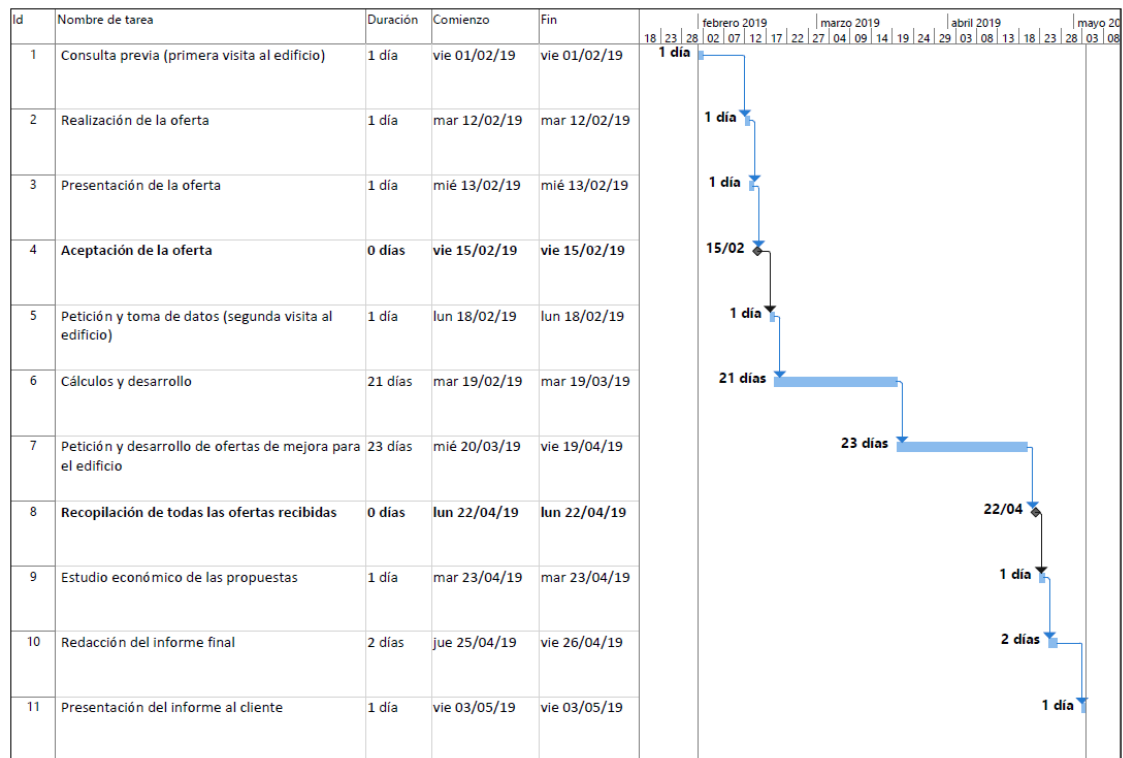 Id Nombre de tarea Duración Comienzo Fin
febrero 2019 marzo 2019 abril 2019 mayo 20
18 23 28 02 07 12 17 22 27 04 09 14 19 24 29 03 08 13 18 23 28 03 08
1 Consulta previa (primera visita al edificio) 1 día vie 01/02/19 vie 01/02/19 1 día
2 Realización de la oferta 1 día mar 12/02/19 mar 12/02/19 1 día
3 Presentación de la oferta 1 día mié 13/02/19 mié 13/02/19 1 día
4 Aceptación de la oferta 0 días vie 15/02/19 vie 15/02/19 15/02
5 Petición y toma de datos (segunda visita al 1 día lun 18/02/19 lun 18/02/19 1 día
edificio)
6 Cálculos y desarrollo 21 días mar 19/02/19 mar 19/03/19 21 días
7 Petición y desarrollo de ofertas de mejora para 23 días mié 20/03/19 vie 19/04/19 23 días
el edificio
8 Recopilación de todas las ofertas recibidas 0 días lun 22/04/19 lun 22/04/19 22/04
9 Estudio económico de las propuestas 1 día mar 23/04/19 mar 23/04/19 1 día
10 Redacción del informe final 2 días jue 25/04/19 vie 26/04/19 2 días
11 Presentación del informe al cliente 1 día vie 03/05/19 vie 03/05/19 1 día